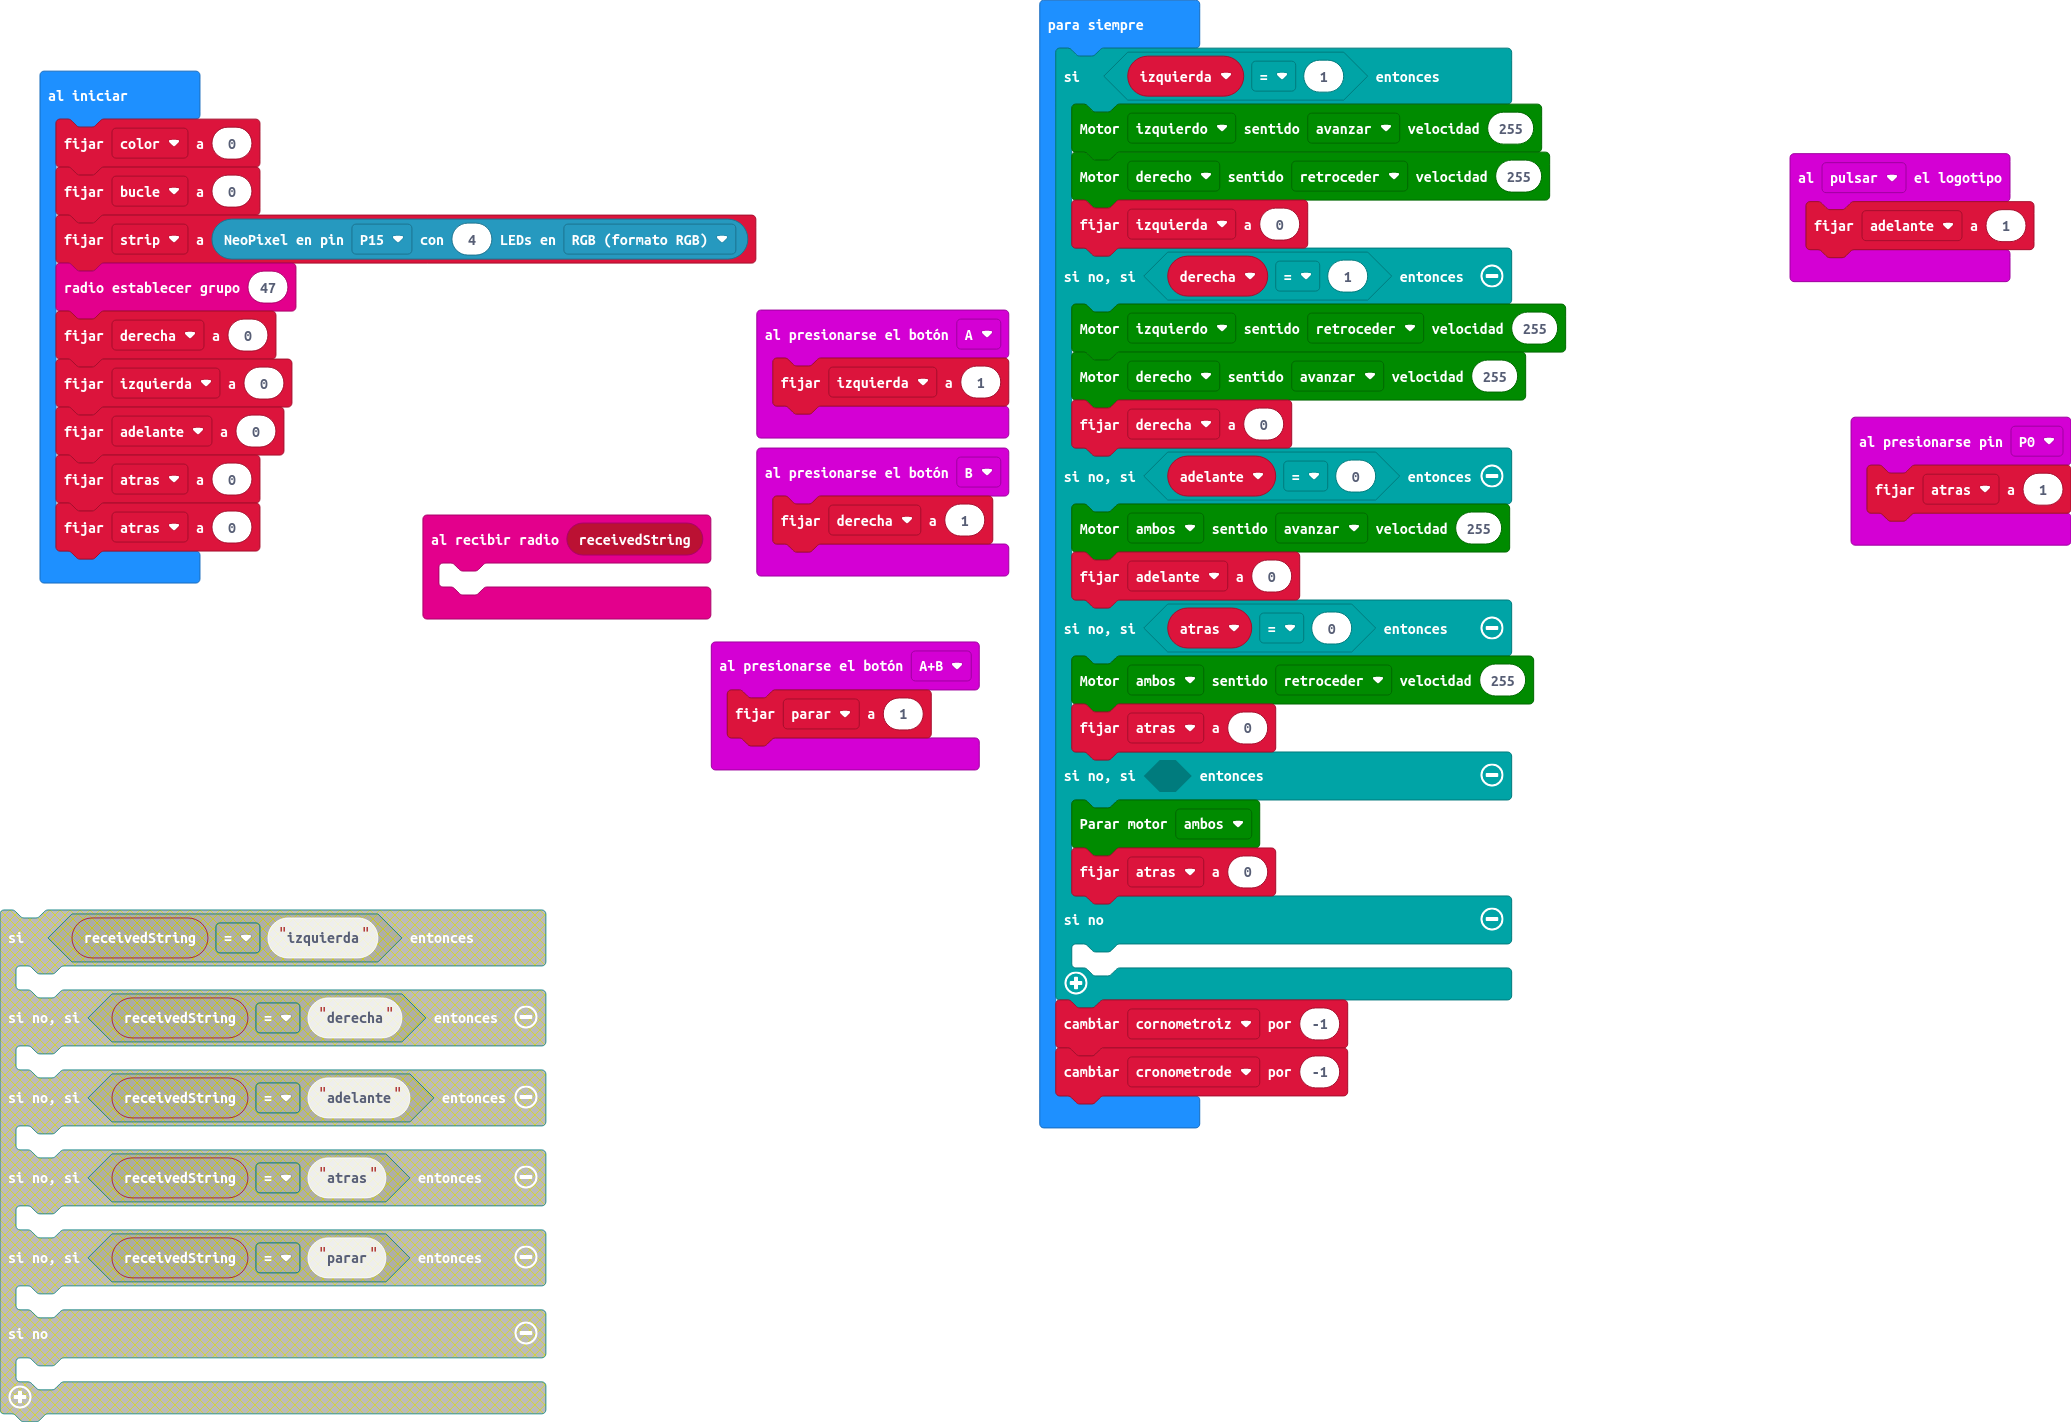 al iniciar
fijar color a 0
fijar bucle a 0
fijar strip a NeoPixel en pin P15 con 4 LEDs en RGB (formato RGB)
radio establecer grupo 47
fijar derecha a 0
fijar izquierda a 0
fijar adelante a 0
fijar atras a 0
fijar atras a 0
al recibir radio receivedString
al presionarse el botón A
fijar izquierda a 1
al presionarse el botón B
fijar derecha a 1
al presionarse el botón A+B
fijar parar a 1
para siempre
si izquierda = 1 entonces
Motor izquierdo sentido avanzar velocidad 255
Motor derecho sentido retroceder velocidad 255
fijar izquierda a 0
si no, si derecha = 1 entonces
Motor izquierdo sentido retroceder velocidad 255
Motor derecho sentido avanzar velocidad 255
fijar derecha a 0
si no, si adelante = 0 entonces
Motor ambos sentido avanzar velocidad 255
fijar adelante a 0
si no, si atras = 0 entonces
Motor ambos sentido retroceder velocidad 255
fijar atras a 0
si no, si entonces
Parar motor ambos
fijar atras a 0
si no
cambiar cornometroiz por -1
cambiar cronometrode por -1
al pulsar el logotipo
fijar adelante a 1
al presionarse pin P0
fijar atras a 1
si receivedString = "izquierda" entonces
si no, si receivedString = "derecha" entonces
si no, si receivedString = "adelante" entonces
si no, si receivedString = "atras" entonces
si no, si receivedString = "parar" entonces
si no